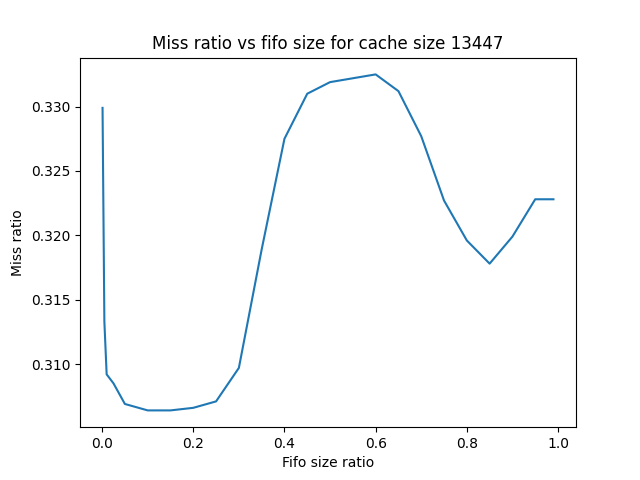 Miss ratio vs fifo size for cache size 13447
0.330
0.325
0.320
0.315
0.310
Miss ratio
0.0 0.2 0.4 0.6 0.8 1.0
Fifo size ratio